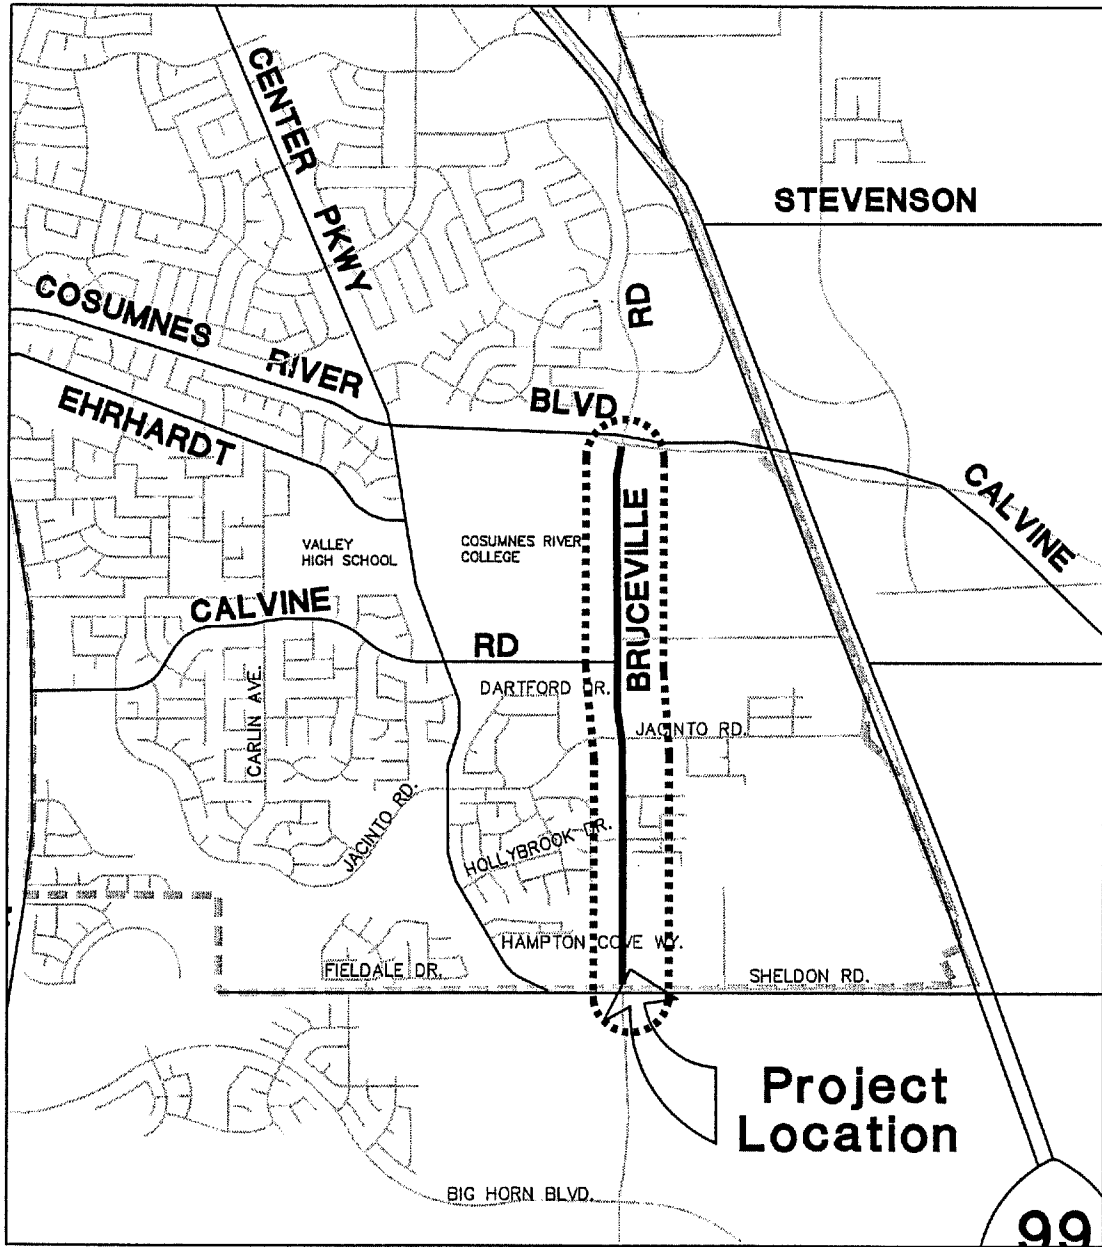 CENTER PKWY
STEVENSON
RD
COSUMNES RIVER BLVD
EHRHARDT
CALVINE
VALLEY
HIGH SCHOOL
COSUMNES RIVER
COLLEGE
BRUCEVILLE
CALVINE RD
DARTFORD DR.
CARLIN AVE.
JACINTO RD.
JACINTO RD.
HOLLYBROOK DR.
HAMPTON COVE WY.
FIELDALE DR.
SHELDON RD.
Project
Location
BIG HORN BLVD.
99